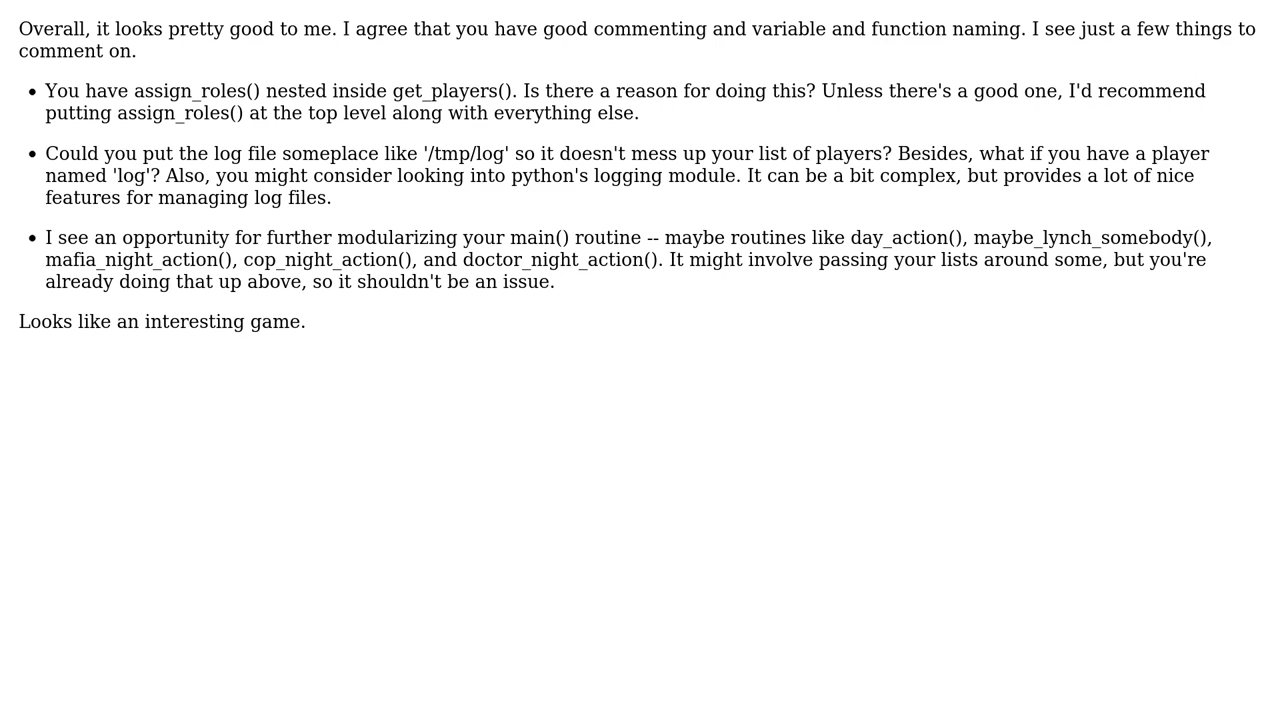 Overall, it looks pretty good to me. I agree that you have good commenting and variable and function naming. I see just a few things to
comment on.
• You have assign_roles() nested inside get_players(). Is there a reason for doing this? Unless there's a good one, I'd recommend
putting assign_roles() at the top level along with everything else.
• Could you put the log file someplace like '/tmp/log' so it doesn't mess up your list of players? Besides, what if you have a player
named 'log'? Also, you might consider looking into python's logging module. It can be a bit complex, but provides a lot of nice
features for managing log files.
• I see an opportunity for further modularizing your main() routine -- maybe routines like day_action(), maybe_lynch_somebody(),
mafia_night_action(), cop_night_action(), and doctor_night_action(). It might involve passing your lists around some, but you're
already doing that up above, so it shouldn't be an issue.
Looks like an interesting game.